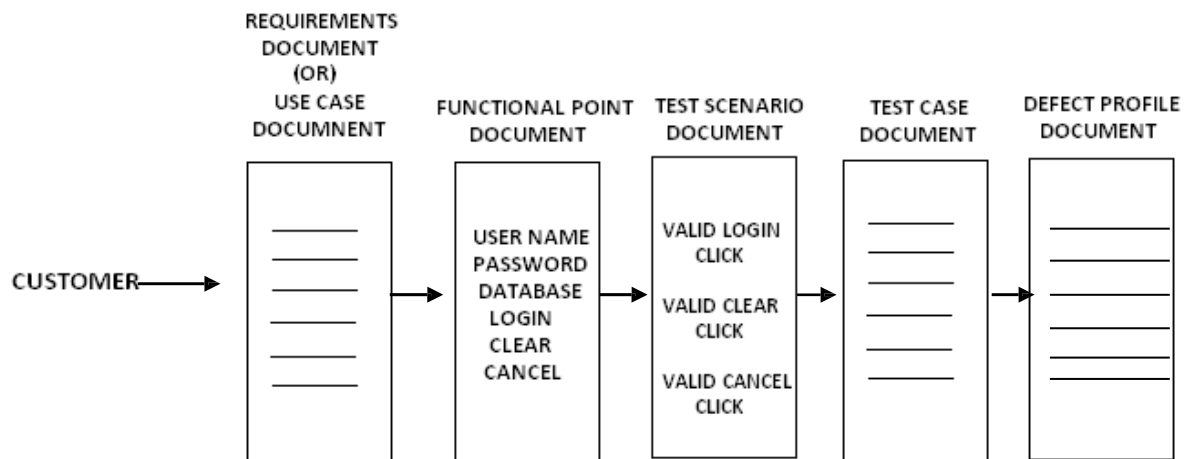 REQUIREMENTS
DOCUMENT
(OR)
USE CASE
DOCUMNENT
FUNCTIONAL POINT
DOCUMENT
TEST SCENARIO
DOCUMENT
TEST CASE
DOCUMENT
DEFECT PROFILE
DOCUMENT
CUSTOMER
USER NAME
PASSWORD
DATABASE
LOGIN
CLEAR
CANCEL
VALID LOGIN
CLICK
VALID CLEAR
CLICK
VALID CANCEL
CLICK